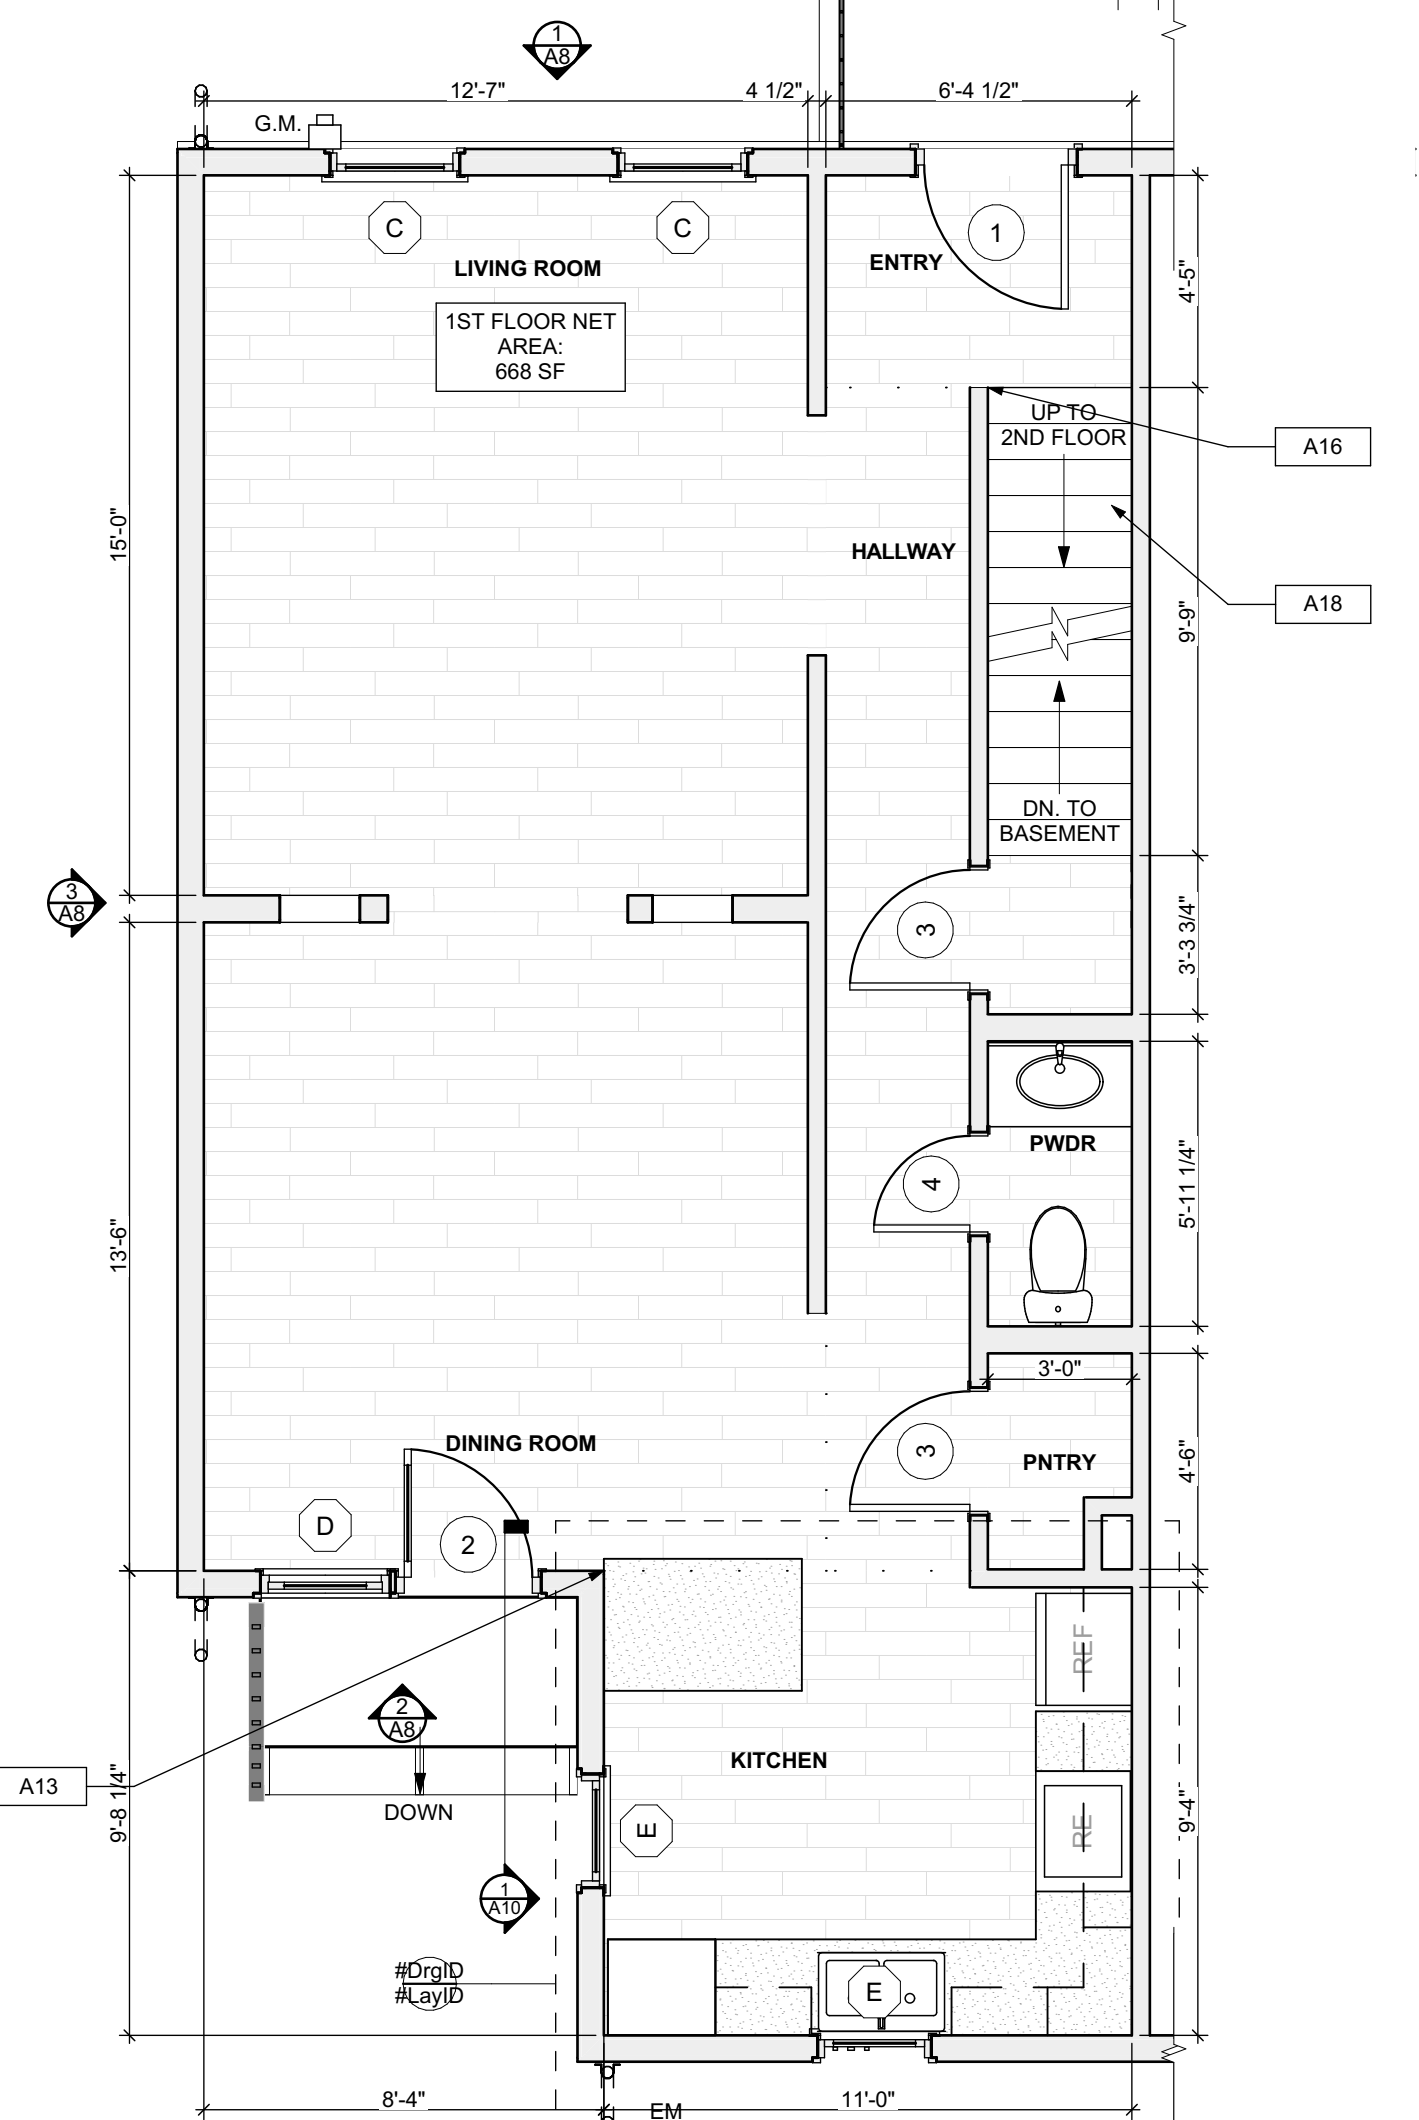 1
A8
12'-7"
4 1/2"
6'-4 1/2"
G.M.
C
C
1
LIVING ROOM
ENTRY
4'-5"
1ST FLOOR NET
AREA:
668 SF
UP TO
2ND FLOOR
A16
15'-0"
HALLWAY
A18
9'-9"
DN. TO
BASEMENT
3
A8
3
3'-3 3/4"
PWDR
4
5'-11 1/4"
13'-6"
3'-0"
DINING ROOM
3
PNTRY
4'-6"
D
2
REF
2
A8
KITCHEN
A13
DOWN
9'-8 1/4"
E
RE
9'-4"
1
A10
#DrgID
#LayID
E
8'-4"
EM
11'-0"